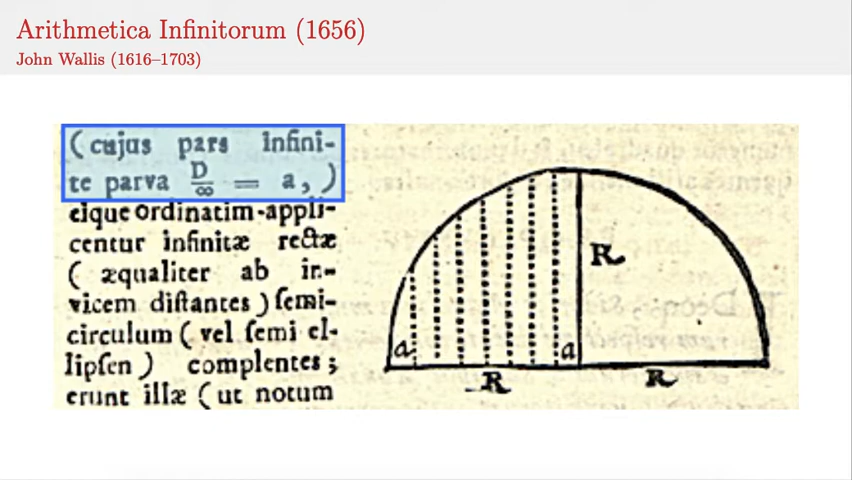 Arithmetica Infinitorum (1656)
John Wallis (1616–1703)
(cujus pars infini-
te parva D/∞ = a,)
eique ordinatim-appli-
centur infinitæ rectæ
( æqualiter ab in-
vicem diſtantes ) ſemi-
circulum ( vel ſemi el-
lipſen ) complentes ;
erunt illæ ( ut notum
R
a
a
R
R